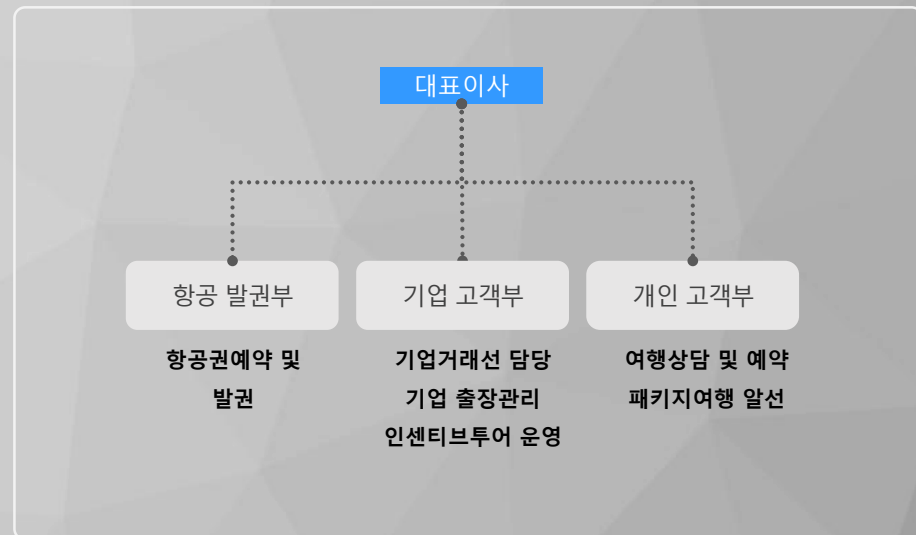 대표이사
항공 발권부
기업 고객부
개인 고객부
항공권예약 및
발권
기업거래선 담당
기업 출장관리
인센티브투어 운영
여행상담 및 예약
패키지여행 알선